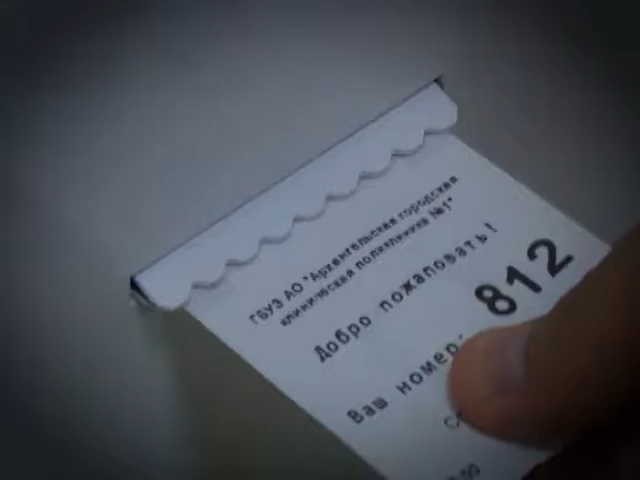 ГБУЗ АО "Архангельская городская
клиническая поликлиника №1"
Добро пожаловать!
Ваш номер:
812